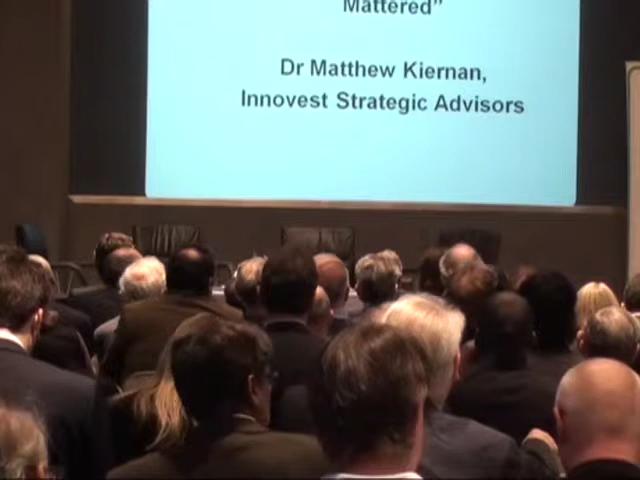 Mattered"
Dr Matthew Kiernan,
Innovest Strategic Advisors